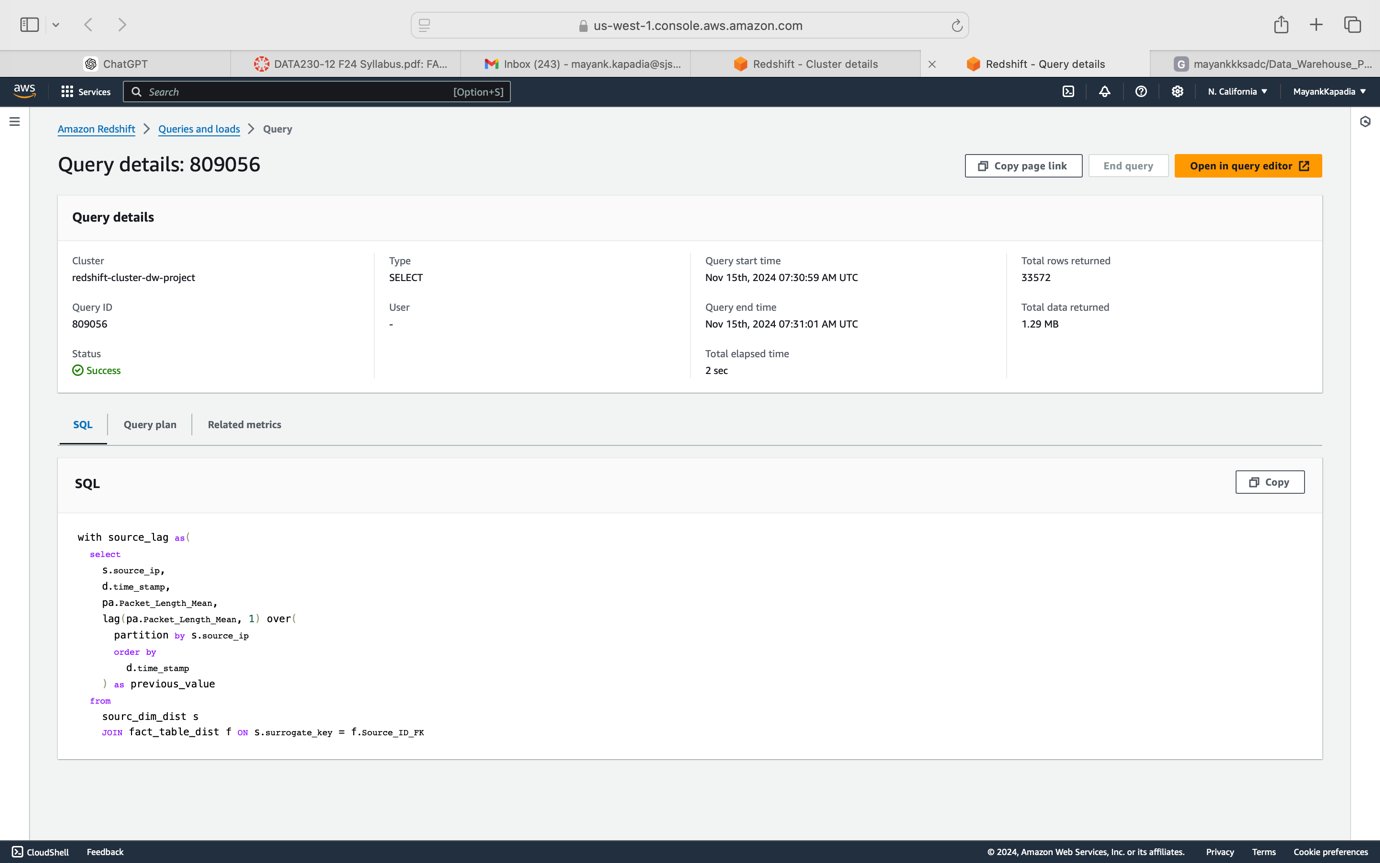 us-west-1.console.aws.amazon.com
ChatGPT
DATA230-12 F24 Syllabus.pdf: FA...
Inbox (243) - mayank.kapadia@sjs...
Redshift - Cluster details
Redshift - Query details
G mayankkksadc/Data_Warehouse_P...
aws Services Search [Option+S] N. California MayankKapadia
Amazon Redshift > Queries and loads > Query
Query details: 809056
Copy page link
End query
Open in query editor
Query details
Cluster
redshift-cluster-dw-project
Query ID
809056
Status
Success
Type
SELECT
User
-
Query start time
Nov 15th, 2024 07:30:59 AM UTC
Query end time
Nov 15th, 2024 07:31:01 AM UTC
Total elapsed time
2 sec
Total rows returned
33572
Total data returned
1.29 MB
SQL
Query plan
Related metrics
SQL
Copy
with source_lag as(
select
s.source_ip,
d.time_stamp,
pa.Packet_Length_Mean,
lag(pa.Packet_Length_Mean, 1) over(
partition by s.source_ip
order by
d.time_stamp
) as previous_value
from
sourc_dim_dist s
JOIN fact_table_dist f ON s.surrogate_key = f.Source_ID_FK
CloudShell Feedback © 2024, Amazon Web Services, Inc. or its affiliates. Privacy Terms Cookie preferences